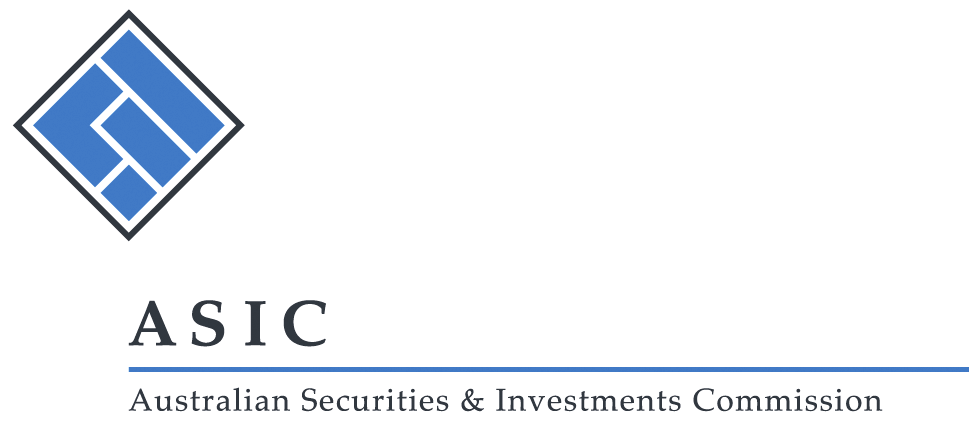 ASIC
Australian Securities & Investments Commission